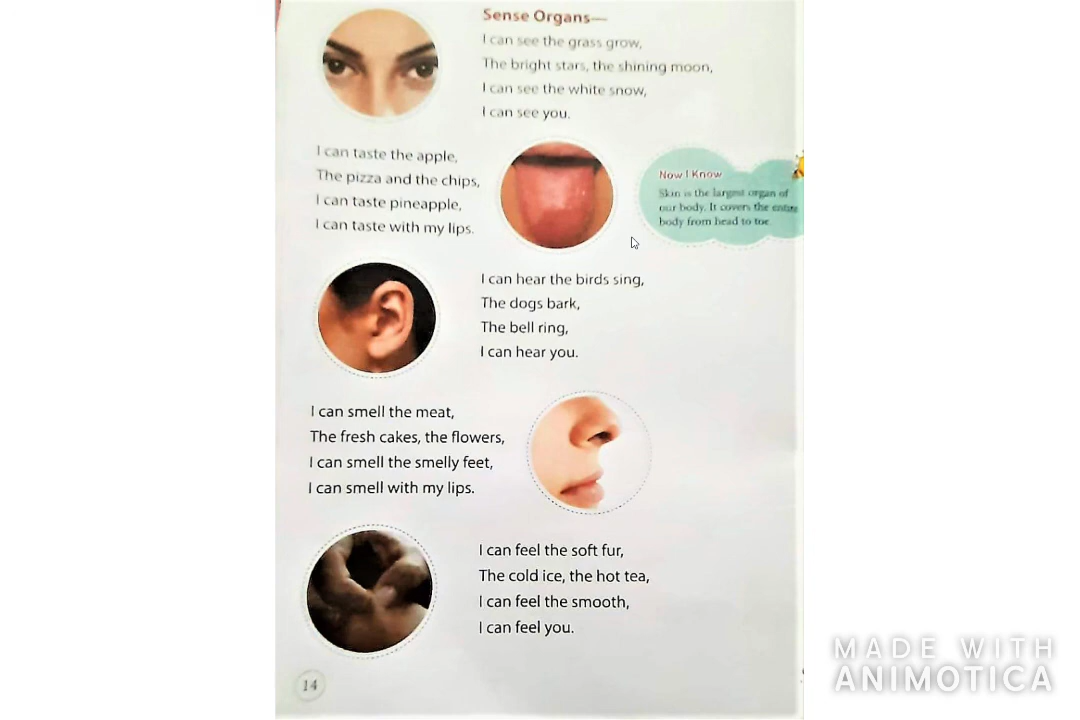 Sense Organs—
I can see the grass grow,
The bright stars, the shining moon,
I can see the white snow,
I can see you.
I can taste the apple,
The pizza and the chips,
I can taste pineapple,
I can taste with my lips.
Now I Know
Skin is the largest organ of
our body. It covers the entire
body from head to toe.
I can hear the birds sing,
The dogs bark,
The bell ring,
I can hear you.
I can smell the meat,
The fresh cakes, the flowers,
I can smell the smelly feet,
I can smell with my lips.
I can feel the soft fur,
The cold ice, the hot tea,
I can feel the smooth,
I can feel you.
14
MADE WITH
ANIMOTICA